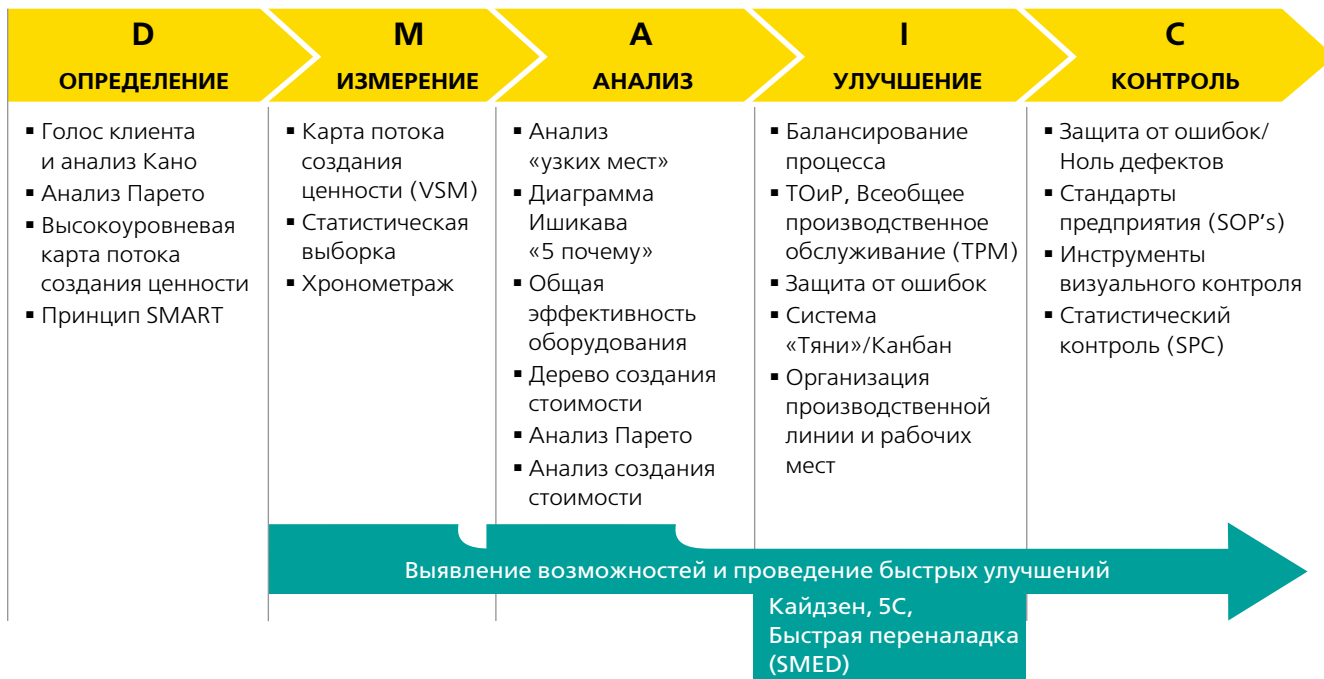 D
ОПРЕДЕЛЕНИЕ
▪ Голос клиента
и анализ Кано
▪ Анализ Парето
▪ Высокоуровневая
карта потока
создания ценности
▪ Принцип SMART
M
ИЗМЕРЕНИЕ
▪ Карта потока
создания
ценности (VSM)
▪ Статистическая
выборка
▪ Хронометраж
A
АНАЛИЗ
▪ Анализ
«узких мест»
▪ Диаграмма
Ишикава
«5 почему»
▪ Общая
эффективность
оборудования
▪ Дерево создания
стоимости
▪ Анализ Парето
▪ Анализ создания
стоимости
I
УЛУЧШЕНИЕ
▪ Балансирование
процесса
▪ ТОиР, Всеобщее
производственное
обслуживание (TPM)
▪ Защита от ошибок
▪ Система
«Тяни»/Канбан
▪ Организация
производственной
линии и рабочих
мест
C
КОНТРОЛЬ
▪ Защита от ошибок/
Ноль дефектов
▪ Стандарты
предприятия (SOP's)
▪ Инструменты
визуального контроля
▪ Статистический
контроль (SPC)
Выявление возможностей и проведение быстрых улучшений
Кайдзен, 5С,
Быстрая переналадка
(SMED)